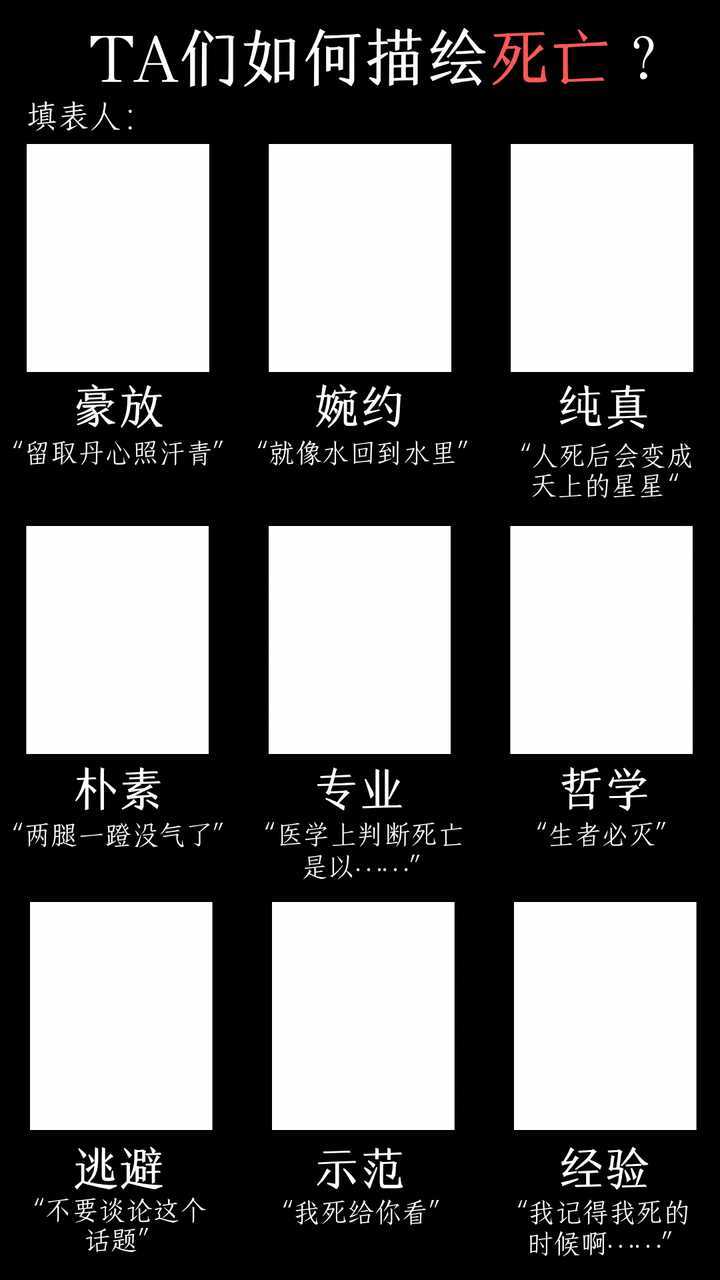 TA们如何描绘死亡？
填表人：
豪放 婉约 纯真
“留取丹心照汗青” “就像水回到水里” “人死后会变成
天上的星星“
朴素 专业 哲学
“两腿一蹬没气了” “医学上判断死亡 “生者必灭”
是以……”
逃避 示范 经验
“不要谈论这个 “我死给你看” “我记得我死的
话题” 时候啊……”